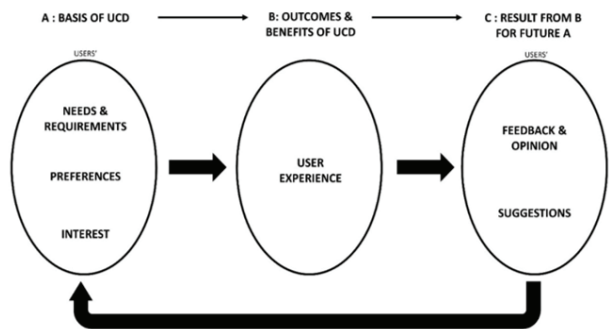 A : BASIS OF UCD
B: OUTCOMES &
BENEFITS OF UCD
C : RESULT FROM B
FOR FUTURE A
USERS'
NEEDS &
REQUIREMENTS
PREFERENCES
INTEREST
USER
EXPERIENCE
USERS'
FEEDBACK &
OPINION
SUGGESTIONS